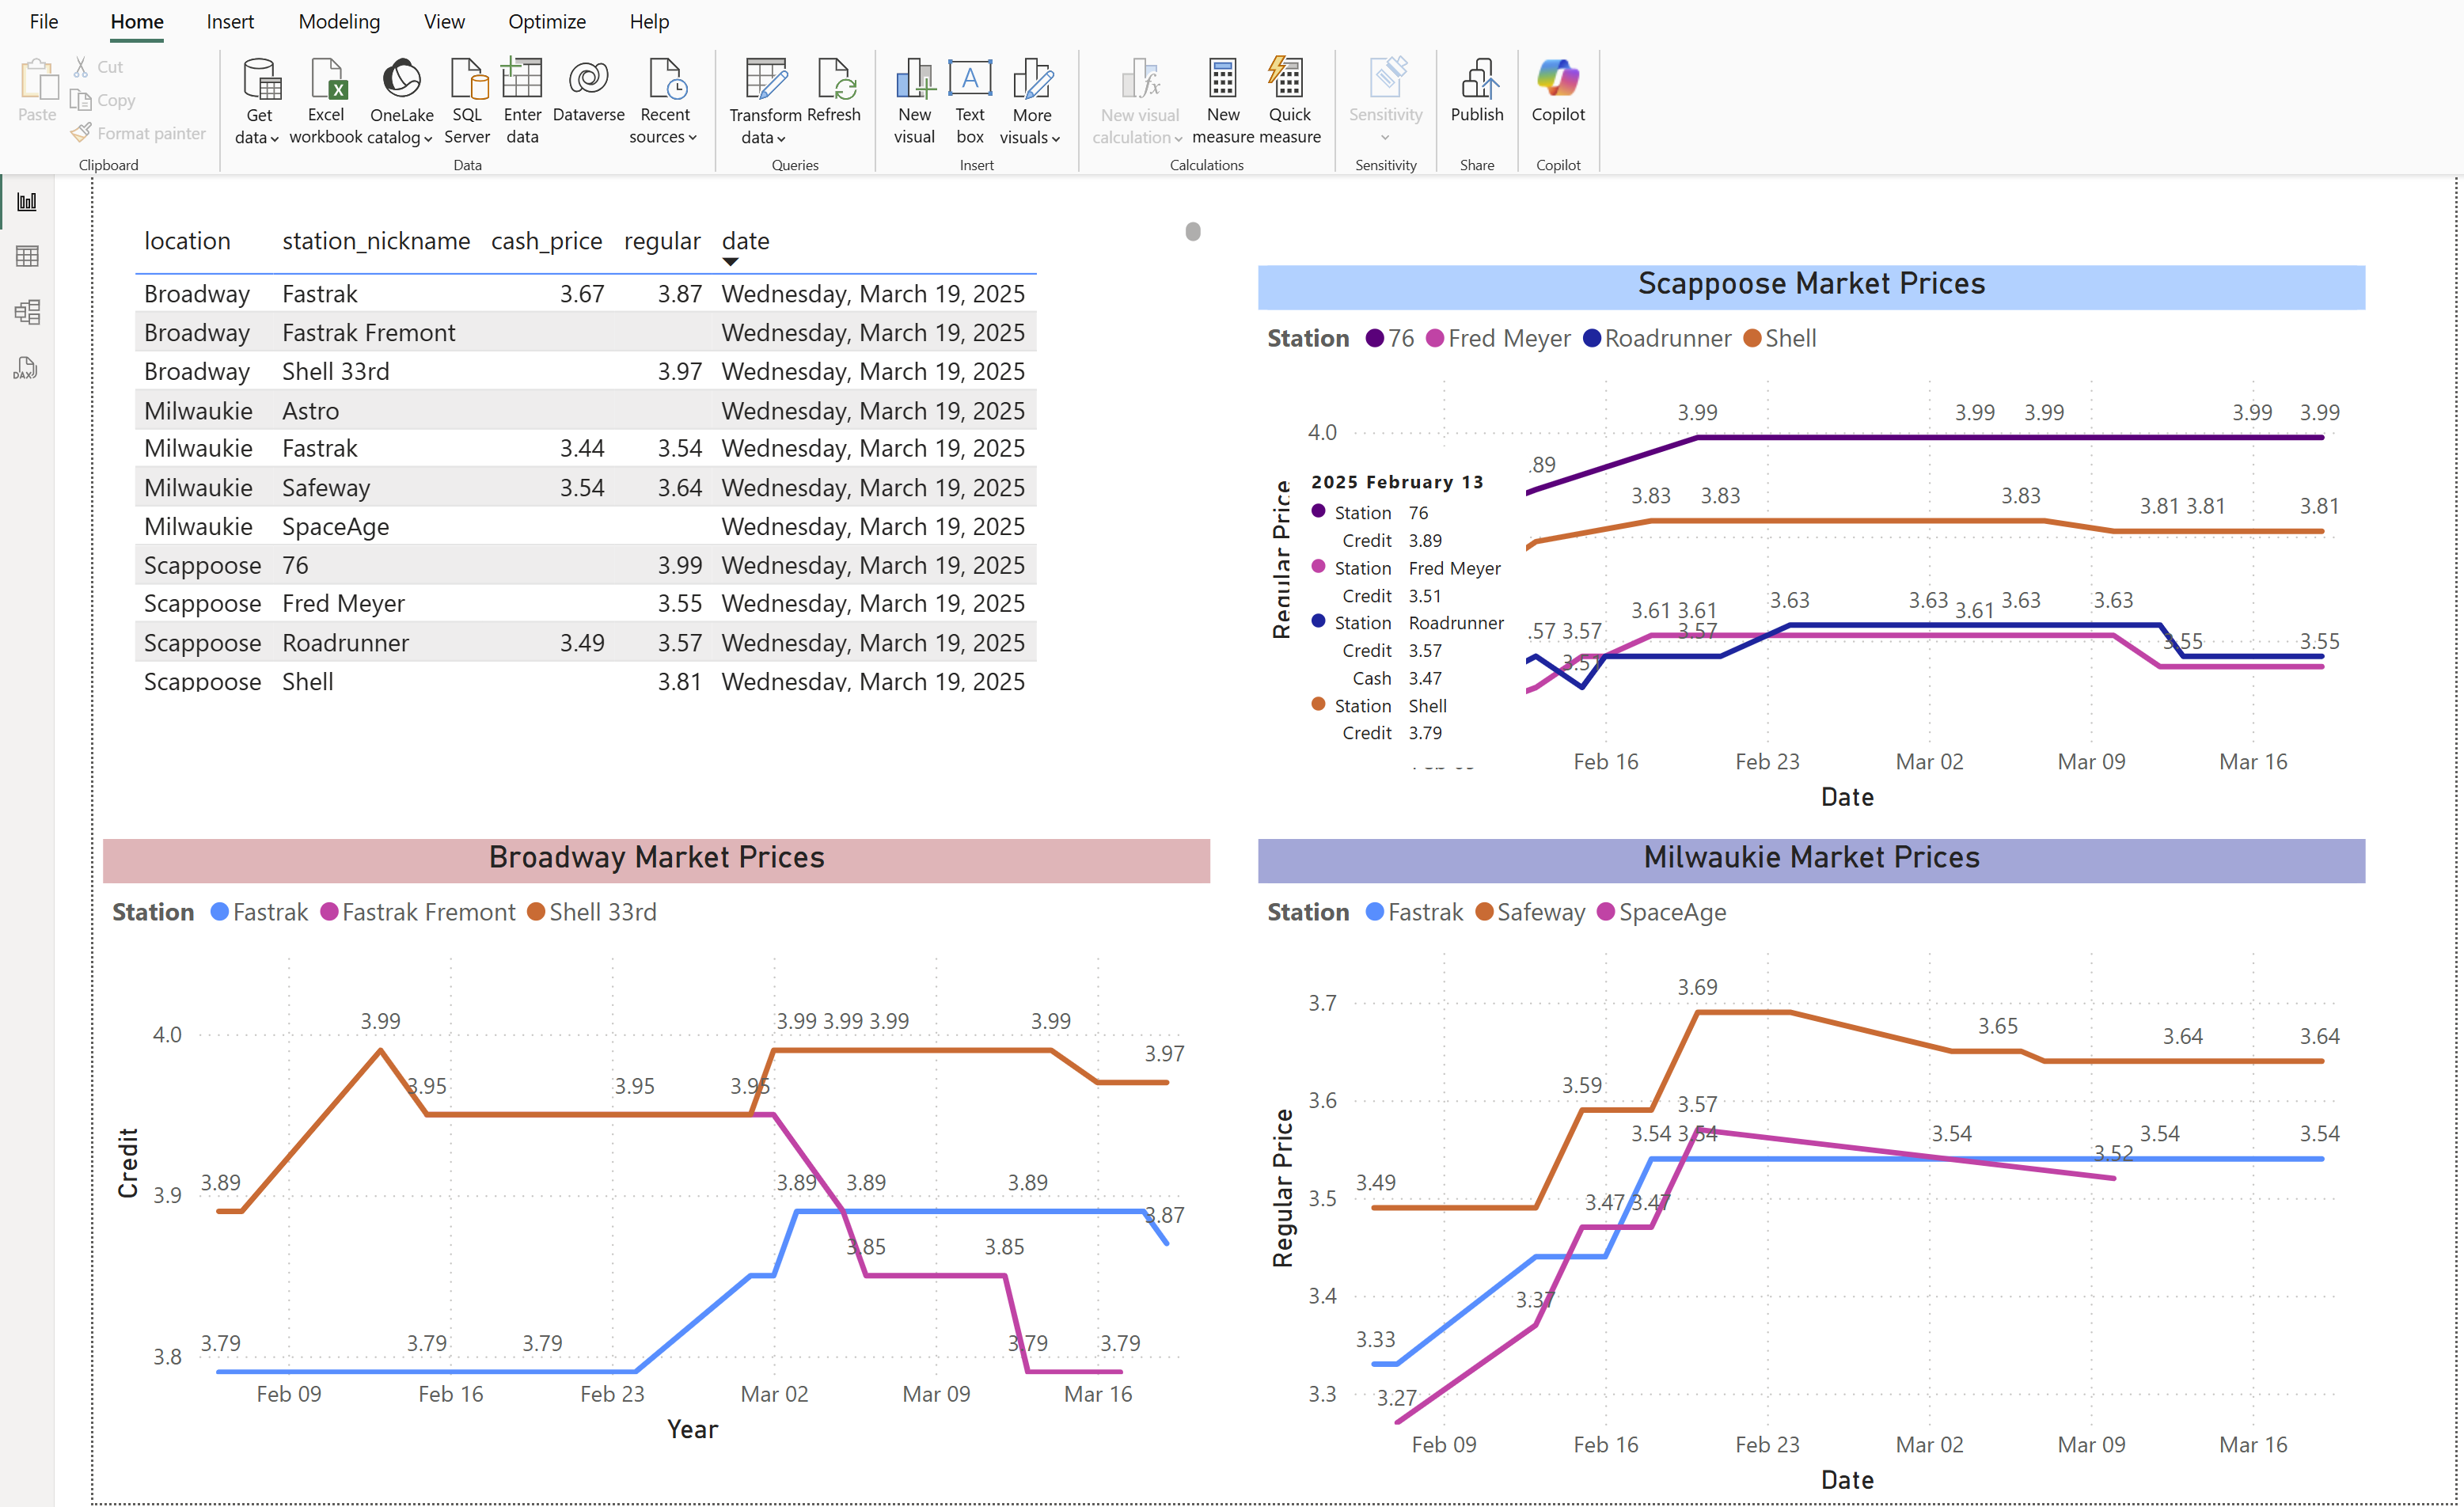 File Home Insert Modeling View Optimize Help
Paste
Cut
Copy
Format painter
Clipboard
Get data
Excel workbook
OneLake catalog
SQL Server
Enter data
Dataverse
Recent sources
Data
Transform data
Refresh
Queries
New visual
Text box
More visuals
Insert
New visual calculation
New measure
Quick measure
Calculations
Sensitivity
Sensitivity
Publish
Share
Copilot
Copilot
DAX
location station_nickname cash_price regular date
Broadway Fastrak 3.67 3.87 Wednesday, March 19, 2025
Broadway Fastrak Fremont Wednesday, March 19, 2025
Broadway Shell 33rd 3.97 Wednesday, March 19, 2025
Milwaukie Astro Wednesday, March 19, 2025
Milwaukie Fastrak 3.44 3.54 Wednesday, March 19, 2025
Milwaukie Safeway 3.54 3.64 Wednesday, March 19, 2025
Milwaukie SpaceAge Wednesday, March 19, 2025
Scappoose 76 3.99 Wednesday, March 19, 2025
Scappoose Fred Meyer 3.55 Wednesday, March 19, 2025
Scappoose Roadrunner 3.49 3.57 Wednesday, March 19, 2025
Scappoose Shell 3.81 Wednesday, March 19, 2025
Scappoose Market Prices
Station 76 Fred Meyer Roadrunner Shell
3.99 3.99 3.99 3.99 3.99
4.0
.89
3.83 3.83 3.83 3.81 3.81 3.81
3.63 3.63 3.63 3.63
3.61 3.61 3.61
.57 3.57 3.57 3.55 3.55
3.51
Regular Price
2025 February 13
Station 76
Credit 3.89
Station Fred Meyer
Credit 3.51
Station Roadrunner
Credit 3.57
Cash 3.47
Station Shell
Credit 3.79
Feb 16 Feb 23 Mar 02 Mar 09 Mar 16
Date
Broadway Market Prices
Station Fastrak Fastrak Fremont Shell 33rd
3.99 3.99 3.99 3.99 3.99
4.0
3.97
3.95 3.95 3.95
3.89 3.89 3.89 3.89
3.9
3.87
3.85 3.85
3.79 3.79 3.79 3.79 3.79
3.8
Credit
Feb 09 Feb 16 Feb 23 Mar 02 Mar 09 Mar 16
Year
Milwaukie Market Prices
Station Fastrak Safeway SpaceAge
3.69
3.7
3.65 3.64 3.64
3.59
3.6
3.57
3.54 3.54 3.54 3.54 3.54
3.52
3.49
3.5
3.47 3.47
3.37
3.4
3.33
3.27
3.3
Regular Price
Feb 09 Feb 16 Feb 23 Mar 02 Mar 09 Mar 16
Date